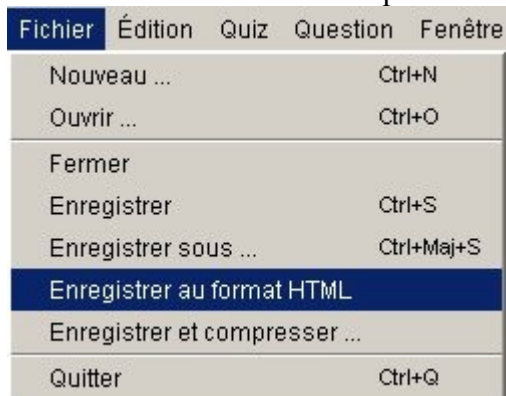 Fichier Édition Quiz Question Fenêtre
Nouveau ... Ctrl+N
Ouvrir ... Ctrl+O
Fermer
Enregistrer Ctrl+S
Enregistrer sous ... Ctrl+Maj+S
Enregistrer au format HTML
Enregistrer et compresser ...
Quitter Ctrl+Q